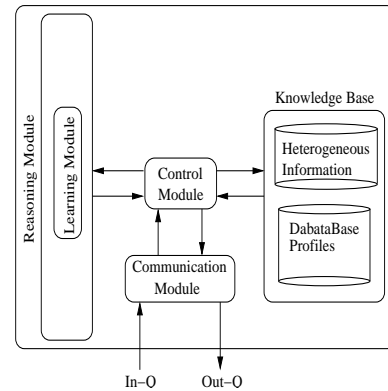 Reasoning Module
Learning Module
Control
Module
Communication
Module
Knowledge Base
Heterogeneous
Information
DabataBase
Profiles
In-Q
Out-Q